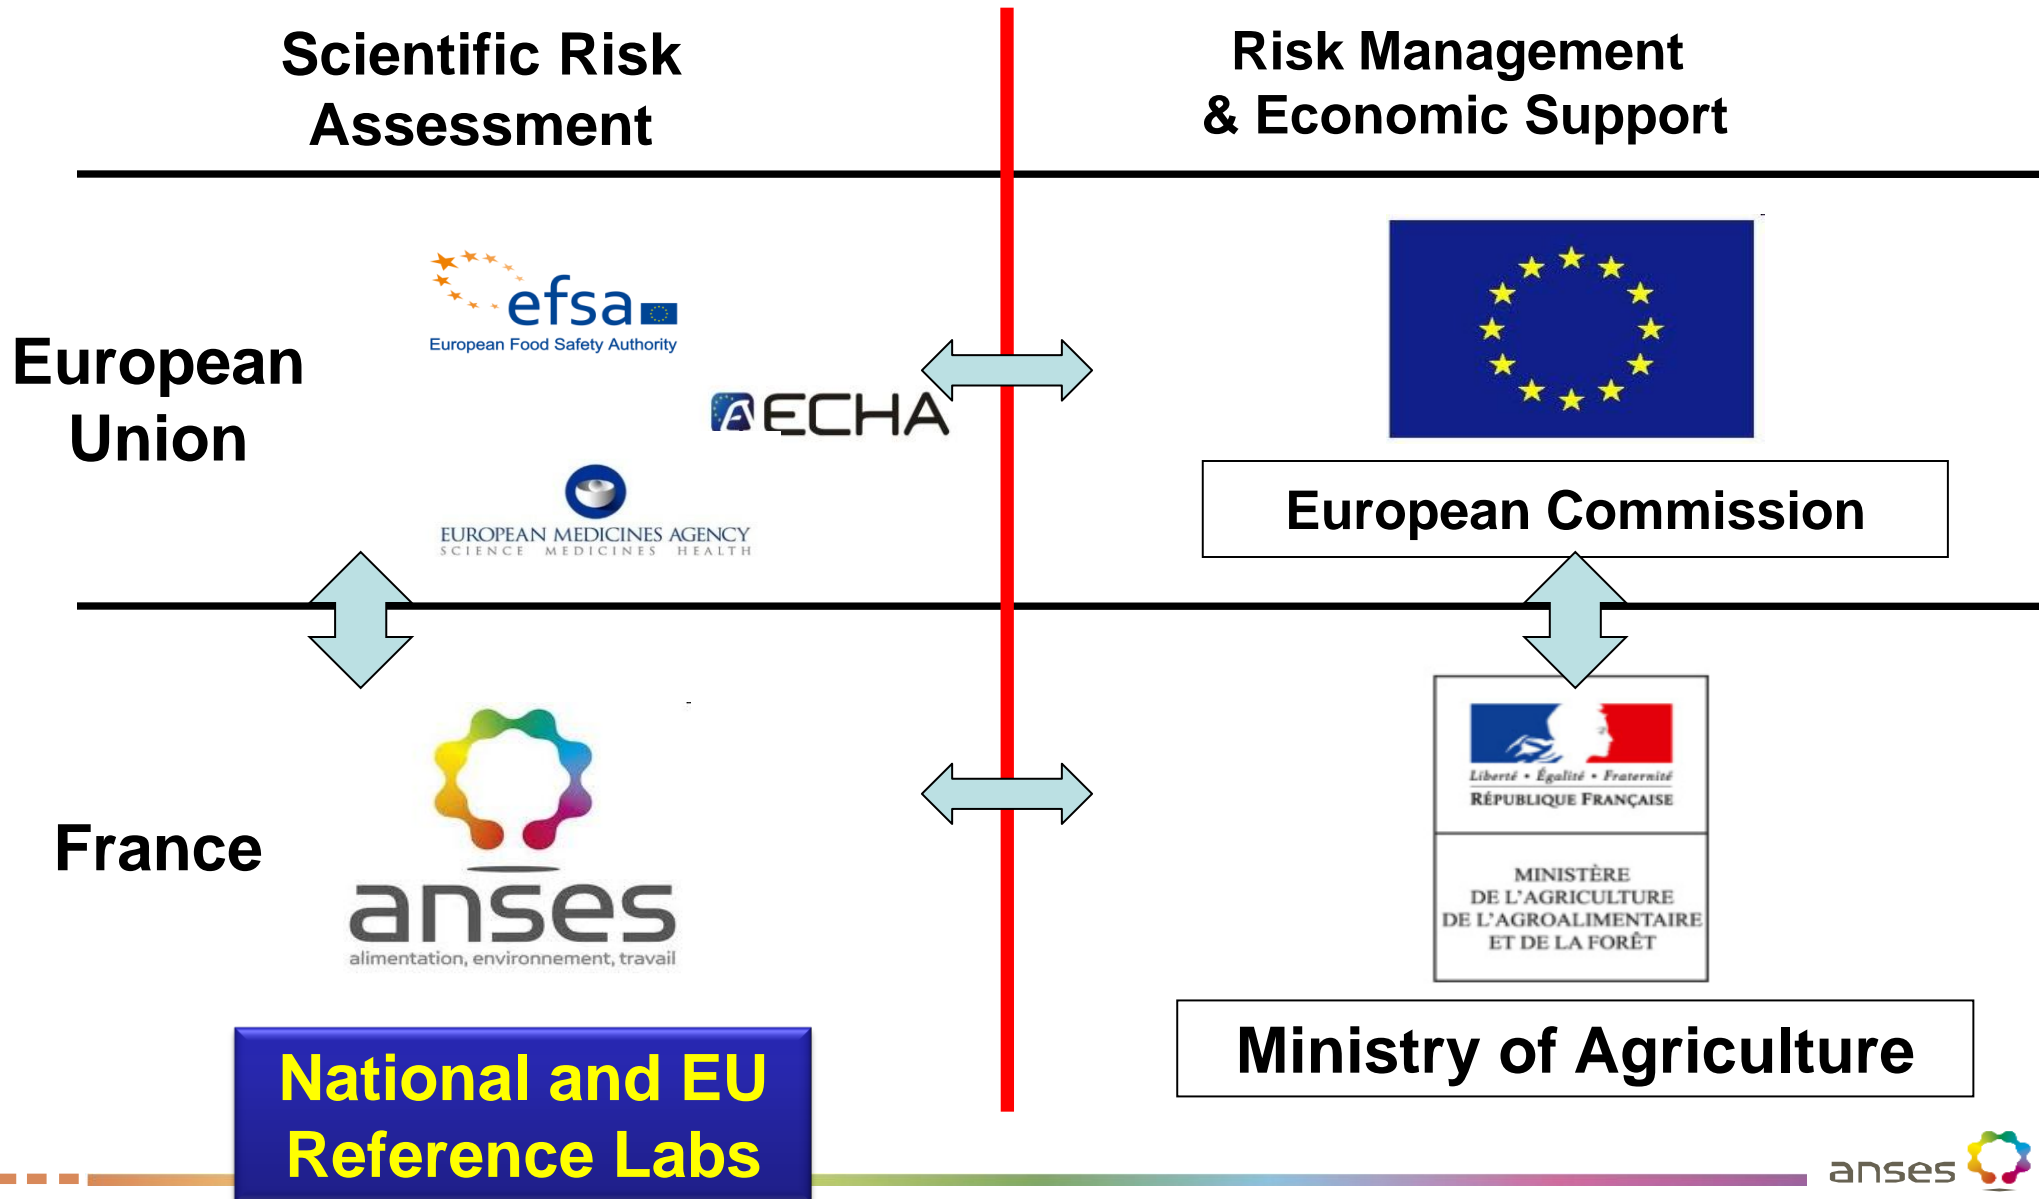 Scientific Risk
Assessment
Risk Management
& Economic Support
European
Union
efsa
European Food Safety Authority
ECHA
EUROPEAN MEDICINES AGENCY
SCIENCE MEDICINES HEALTH
European Commission
France
anses
alimentation, environnement, travail
Liberté • Égalité • Fraternité
RÉPUBLIQUE FRANÇAISE
MINISTÈRE
DE L'AGRICULTURE
DE L'AGROALIMENTAIRE
ET DE LA FORÊT
Ministry of Agriculture
National and EU
Reference Labs
anses